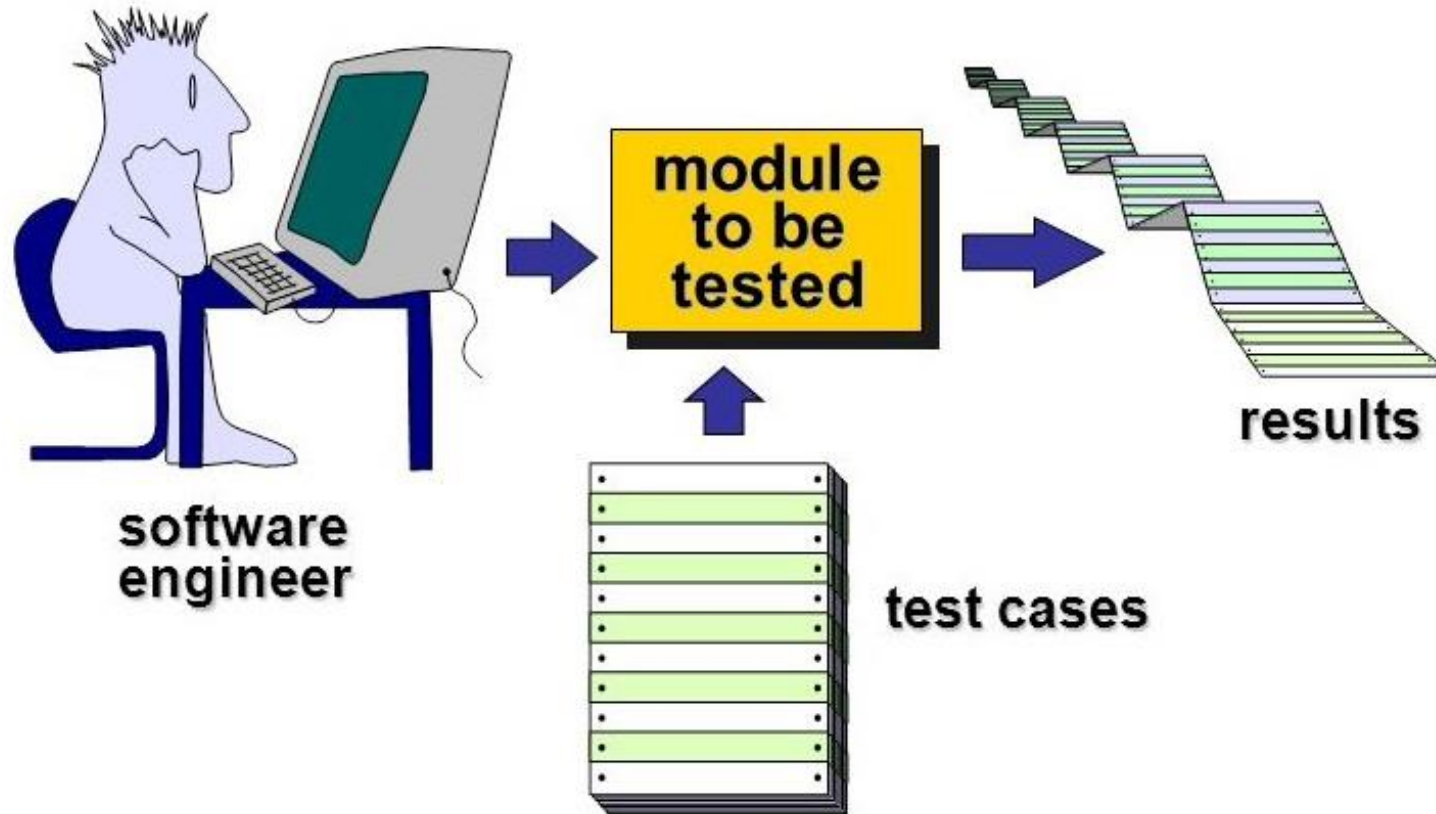 module
to be
tested
results
software
engineer
test cases